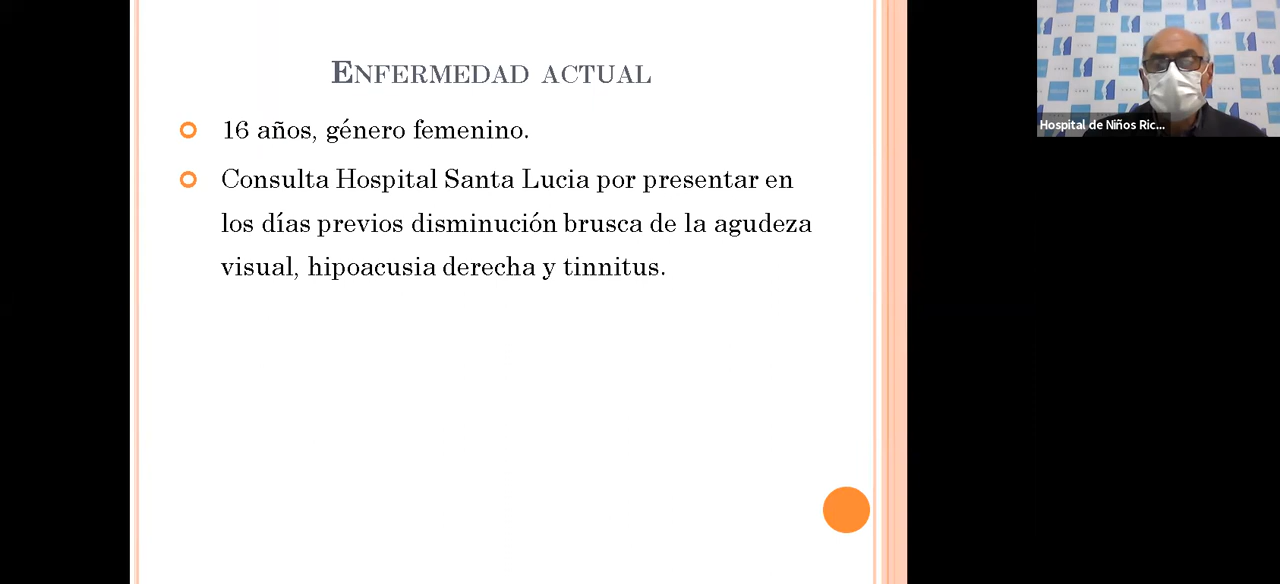 Enfermedad actual
16 años, género femenino.
Consulta Hospital Santa Lucia por presentar en
los días previos disminución brusca de la agudeza
visual, hipoacusia derecha y tinnitus.
Hospital de Niños Ric...